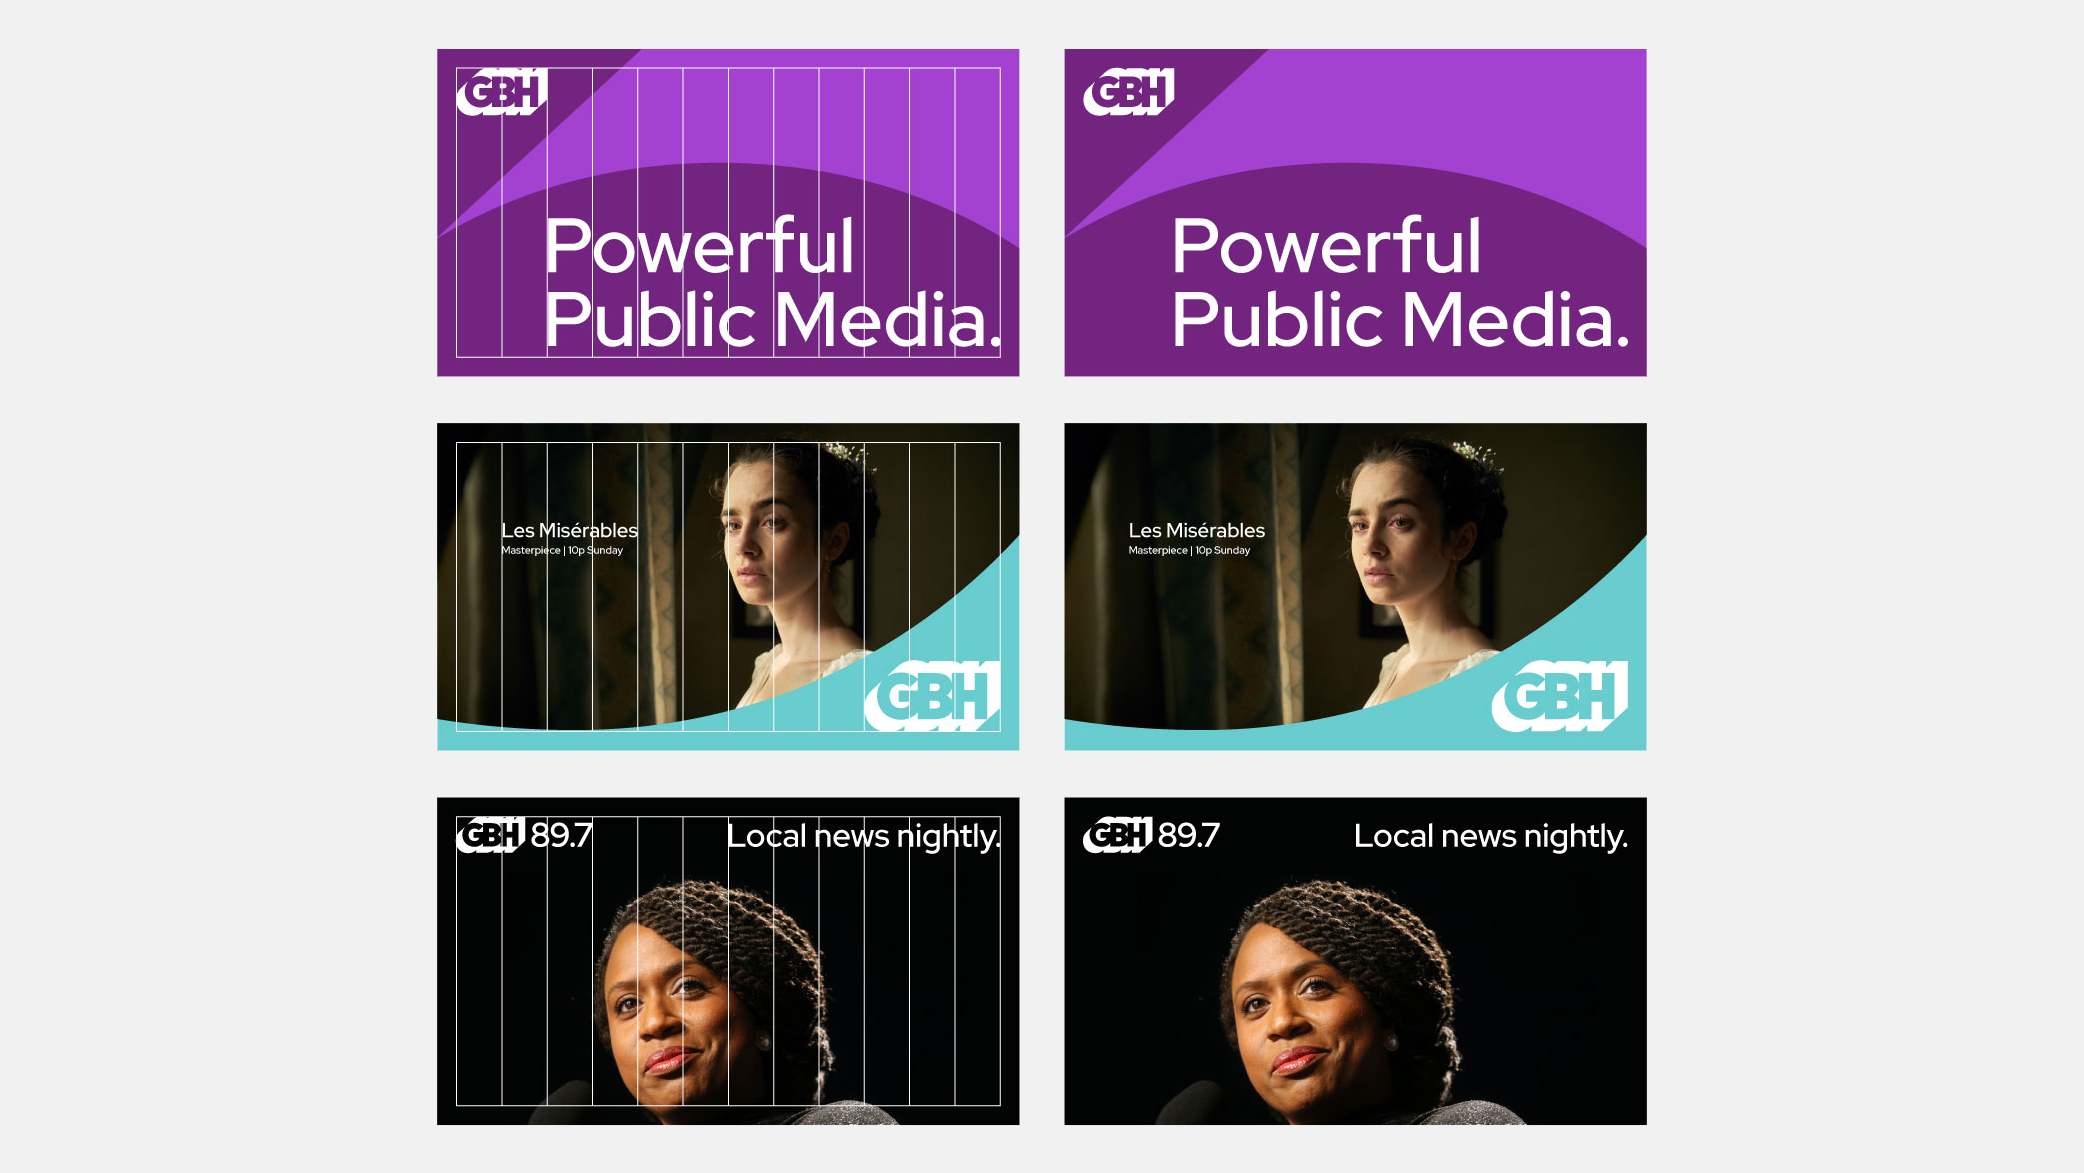 GBH
Powerful
Public Media.
GBH
Powerful
Public Media.
Les Misérables
Masterpiece | 10p Sunday
GBH
Les Misérables
Masterpiece | 10p Sunday
GBH
GBH 89.7 Local news nightly.
GBH 89.7 Local news nightly.